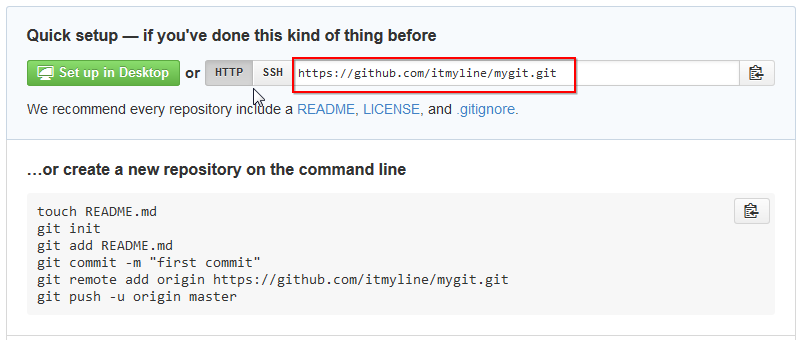 Quick setup — if you've done this kind of thing before
Set up in Desktop or HTTP SSH https://github.com/itmyline/mygit.git
We recommend every repository include a README, LICENSE, and .gitignore.
…or create a new repository on the command line
touch README.md
git init
git add README.md
git commit -m "first commit"
git remote add origin https://github.com/itmyline/mygit.git
git push -u origin master